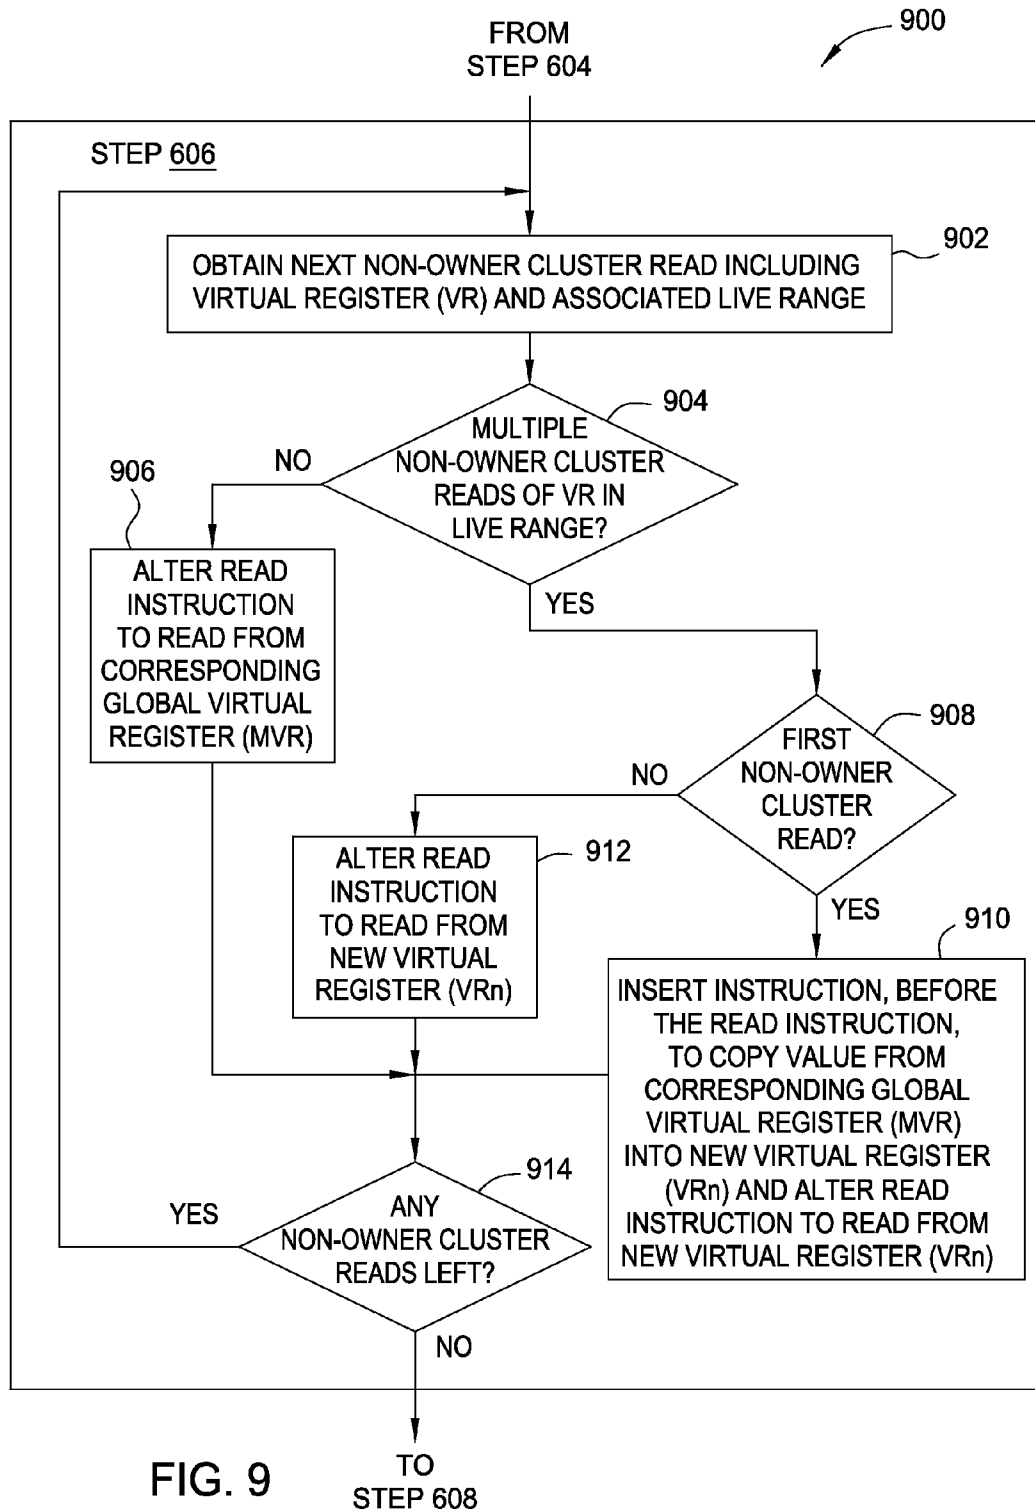 900
FROM
STEP 604
STEP 606
902
OBTAIN NEXT NON-OWNER CLUSTER READ INCLUDING
VIRTUAL REGISTER (VR) AND ASSOCIATED LIVE RANGE
904
MULTIPLE
NON-OWNER CLUSTER
READS OF VR IN
LIVE RANGE?
NO
YES
906
ALTER READ
INSTRUCTION
TO READ FROM
CORRESPONDING
GLOBAL VIRTUAL
REGISTER (MVR)
908
FIRST
NON-OWNER
CLUSTER
READ?
NO
YES
912
ALTER READ
INSTRUCTION
TO READ FROM
NEW VIRTUAL
REGISTER (VRn)
910
INSERT INSTRUCTION, BEFORE
THE READ INSTRUCTION,
TO COPY VALUE FROM
CORRESPONDING GLOBAL
VIRTUAL REGISTER (MVR)
INTO NEW VIRTUAL REGISTER
(VRn) AND ALTER READ
INSTRUCTION TO READ FROM
NEW VIRTUAL REGISTER (VRn)
914
ANY
NON-OWNER CLUSTER
READS LEFT?
YES
NO
TO
STEP 608
FIG. 9